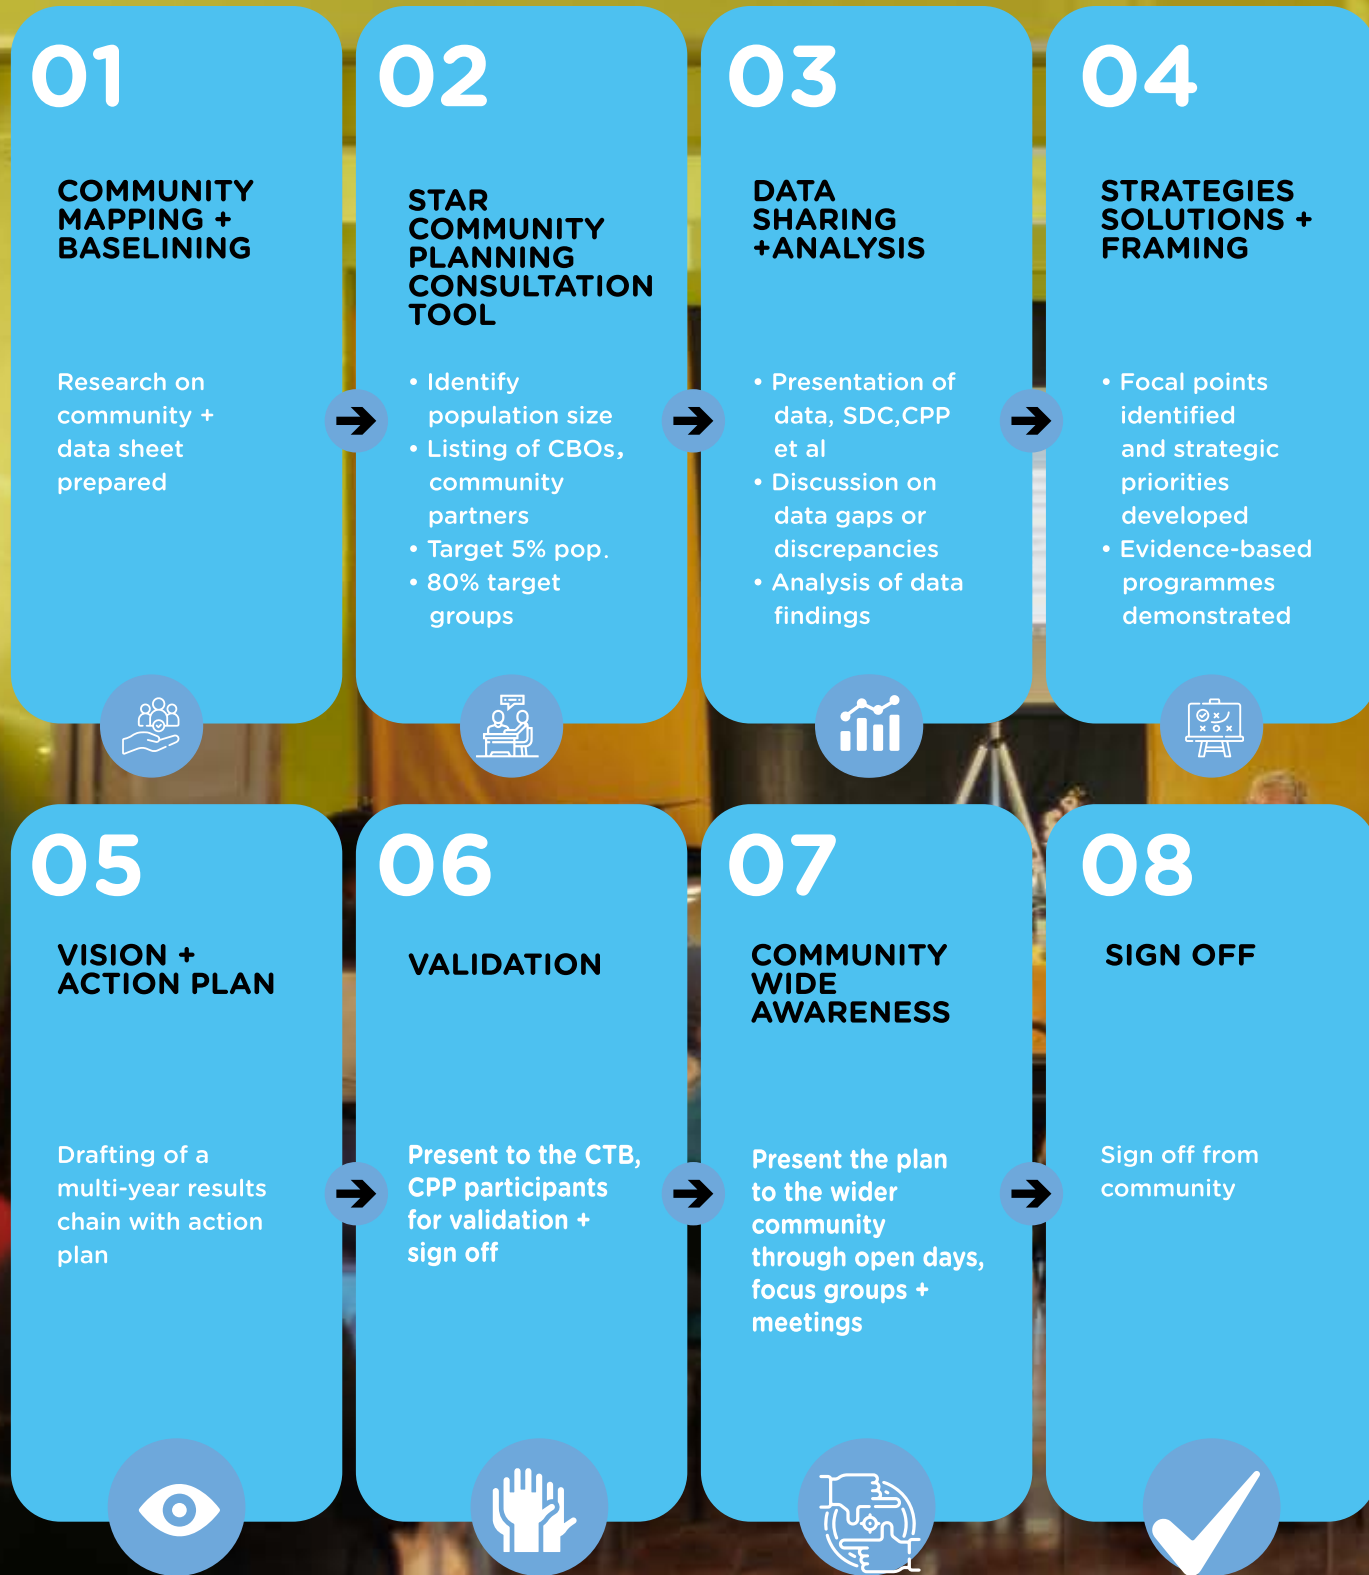 01
COMMUNITY
MAPPING +
BASELINING
Research on
community +
data sheet
prepared
02
STAR
COMMUNITY
PLANNING
CONSULTATION
TOOL
• Identify
population size
• Listing of CBOs,
community
partners
• Target 5% pop.
• 80% target
groups
03
DATA
SHARING
+ANALYSIS
• Presentation of
data, SDC,CPP
et al
• Discussion on
data gaps or
discrepancies
• Analysis of data
findings
04
STRATEGIES
SOLUTIONS +
FRAMING
• Focal points
identified
and strategic
priorities
developed
• Evidence-based
programmes
demonstrated
05
VISION +
ACTION PLAN
Drafting of a
multi-year results
chain with action
plan
06
VALIDATION
Present to the CTB,
CPP participants
for validation +
sign off
07
COMMUNITY
WIDE
AWARENESS
Present the plan
to the wider
community
through open days,
focus groups +
meetings
08
SIGN OFF
Sign off from
community